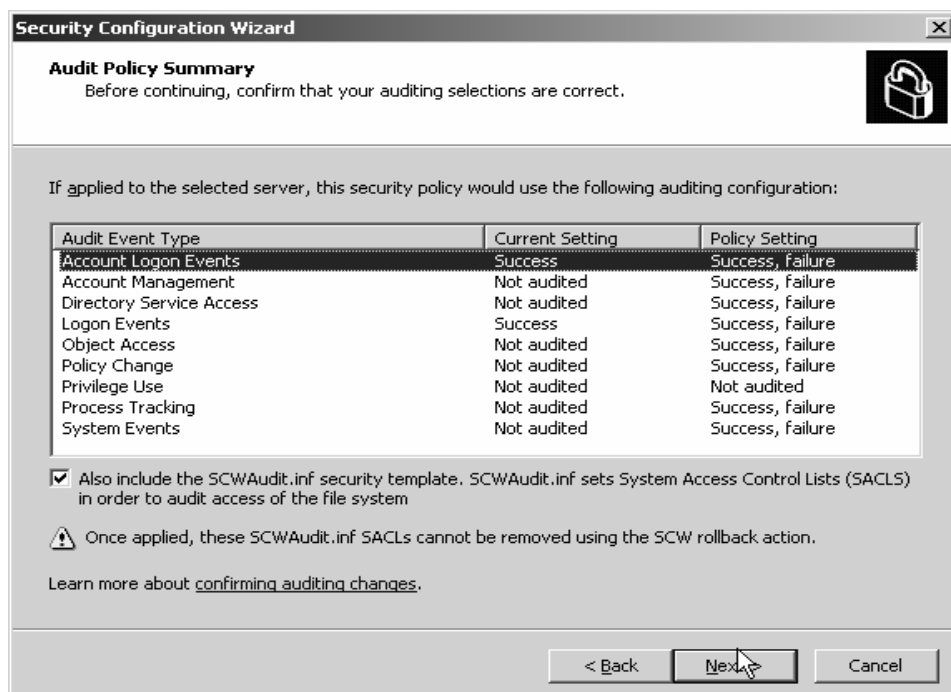 Security Configuration Wizard
Audit Policy Summary
Before continuing, confirm that your auditing selections are correct.
If applied to the selected server, this security policy would use the following auditing configuration:
Audit Event Type Current Setting Policy Setting
Account Logon Events Success Success, failure
Account Management Not audited Success, failure
Directory Service Access Not audited Success, failure
Logon Events Success Success, failure
Object Access Not audited Success, failure
Policy Change Not audited Success, failure
Privilege Use Not audited Not audited
Process Tracking Not audited Success, failure
System Events Not audited Success, failure
Also include the SCWAudit.inf security template. SCWAudit.inf sets System Access Control Lists (SACLS)
in order to audit access of the file system
Once applied, these SCWAudit.inf SACLs cannot be removed using the SCW rollback action.
Learn more about confirming auditing changes.
< Back Next > Cancel